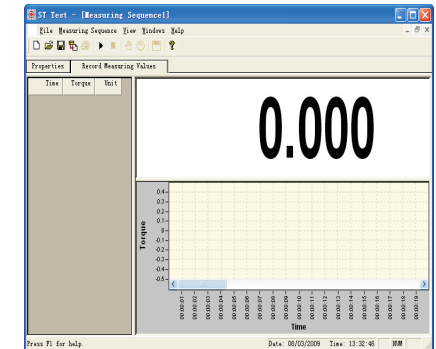 ST Test - [Measuring Sequence1]
File Measuring Sequence View Windows Help
Properties Record Measuring Values
Time Torque Unit
0.000
0.4
0.3
0.2
0.1
0
-0.1
-0.2
-0.3
-0.4
-0.5
Torque
00:00:01 00:00:02 00:00:03 00:00:04 00:00:05 00:00:06 00:00:07 00:00:08 00:00:09 00:00:10 00:00:11 00:00:12 00:00:13 00:00:14 00:00:15 00:00:16 00:00:17 00:00:18 00:00:19
Time
Press F1 for help. Date: 08/03/2009 Time: 13:32:46 NUM